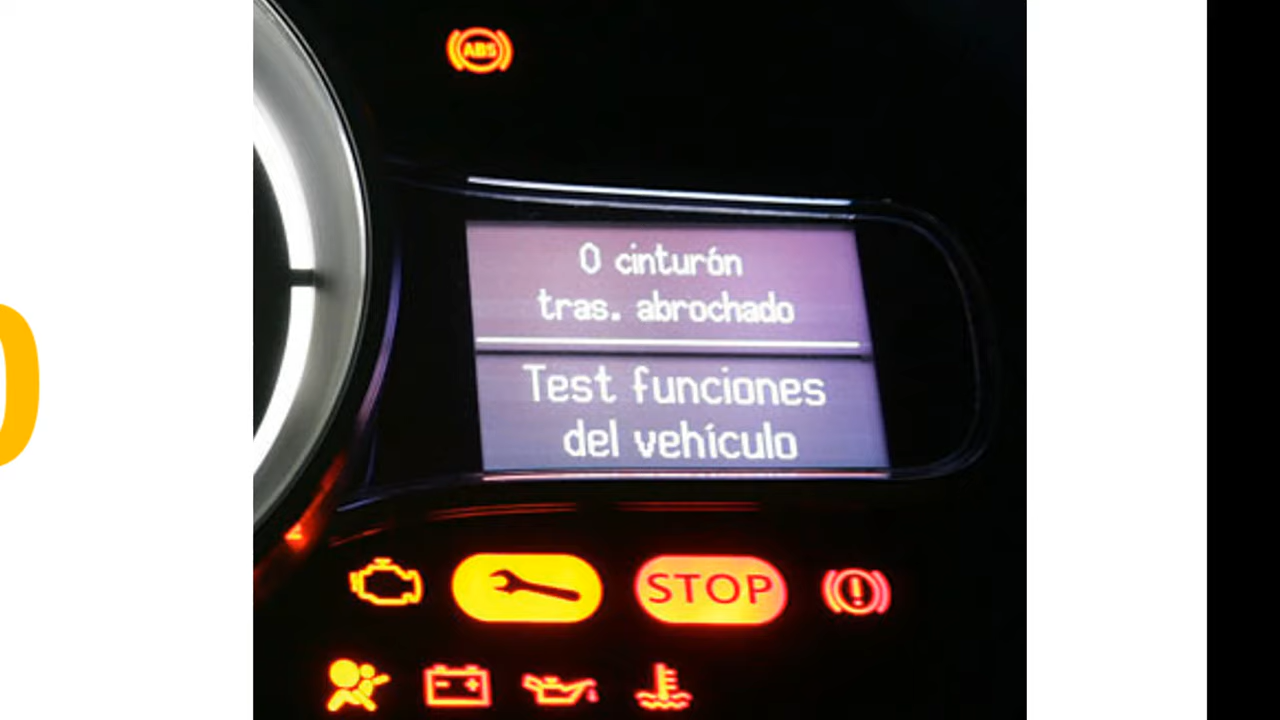 ABS
0 cinturón
tras. abrochado
Test funciones
del vehículo
STOP